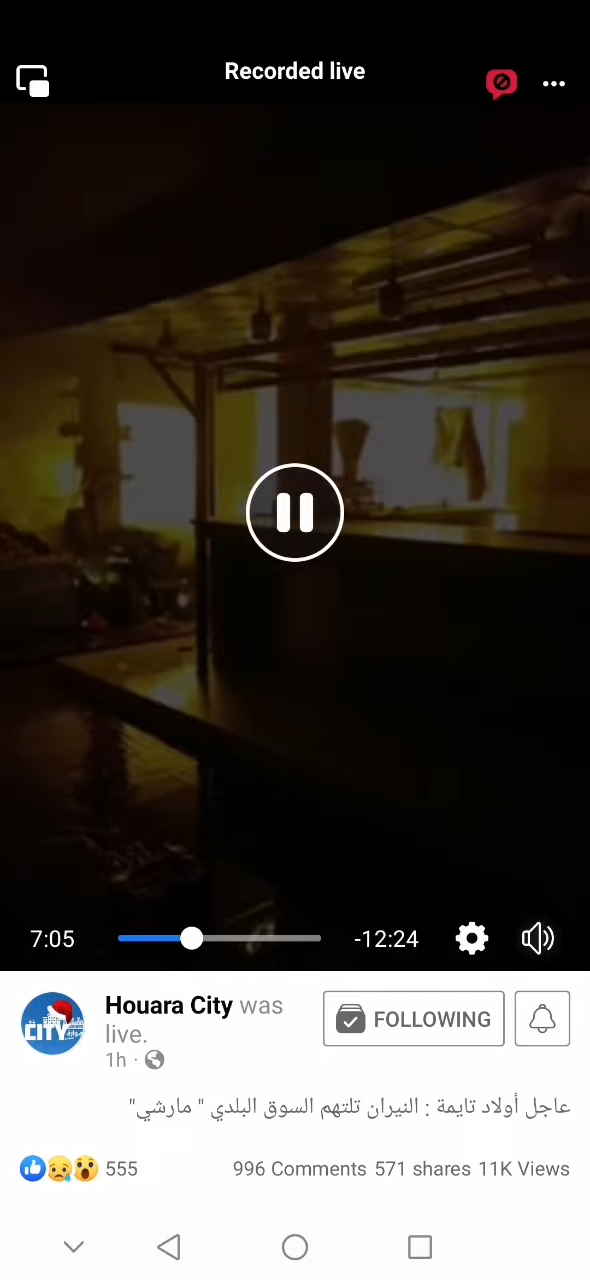 Recorded live
7:05
-12:24
Houara City was
live.
FOLLOWING
CITY
1h ·
عاجل أولاد تايمة : النيران تلتهم السوق البلدي " مارشي"
555
996 Comments 571 shares 11K Views